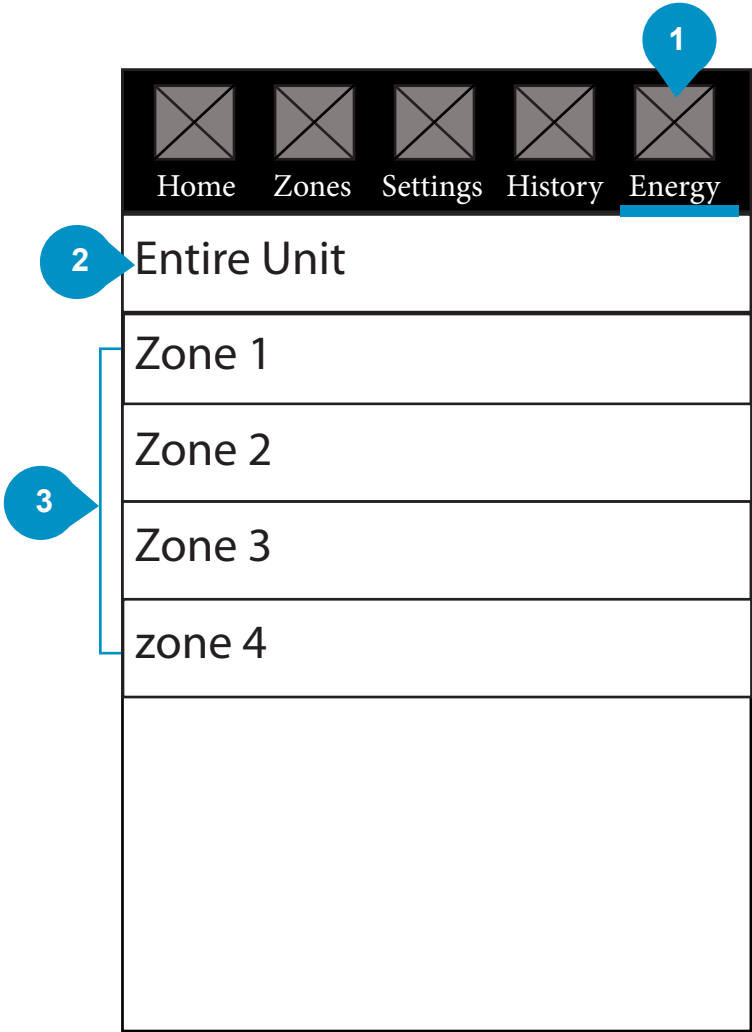 1
Home Zones Settings History Energy
2 Entire Unit
Zone 1
Zone 2
3
Zone 3
zone 4